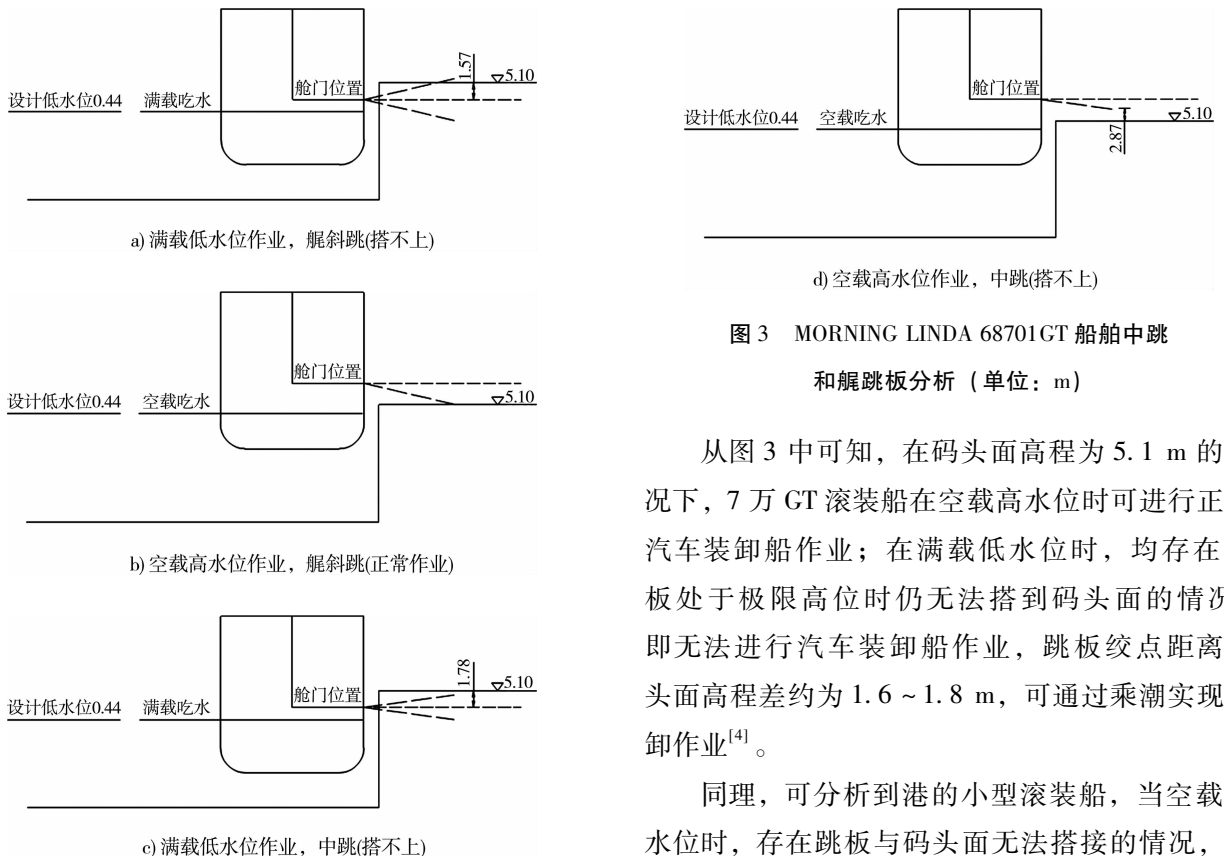 1.57
5.10
舱门位置
设计低水位0.44 满载吃水
a) 满载低水位作业，艉斜跳(搭不上)
舱门位置
设计低水位0.44 空载吃水
5.10
b) 空载高水位作业，艉斜跳(正常作业)
1.78
5.10
舱门位置
设计低水位0.44 满载吃水
c) 满载低水位作业，中跳(搭不上)
舱门位置
设计低水位0.44 空载吃水
5.10
2.87
d) 空载高水位作业，中跳(搭不上)
图 3 MORNING LINDA 68701GT 船舶中跳
和艉跳板分析（单位：m）
从图 3 中可知，在码头面高程为 5. 1 m 的
况下，7 万 GT 滚装船在空载高水位时可进行正
汽车装卸船作业；在满载低水位时，均存在
板处于极限高位时仍无法搭到码头面的情况
即无法进行汽车装卸船作业，跳板绞点距离
头面高程差约为 1. 6 ~ 1. 8 m，可通过乘潮实现
卸作业[4]。
同理，可分析到港的小型滚装船，当空载
水位时，存在跳板与码头面无法搭接的情况，